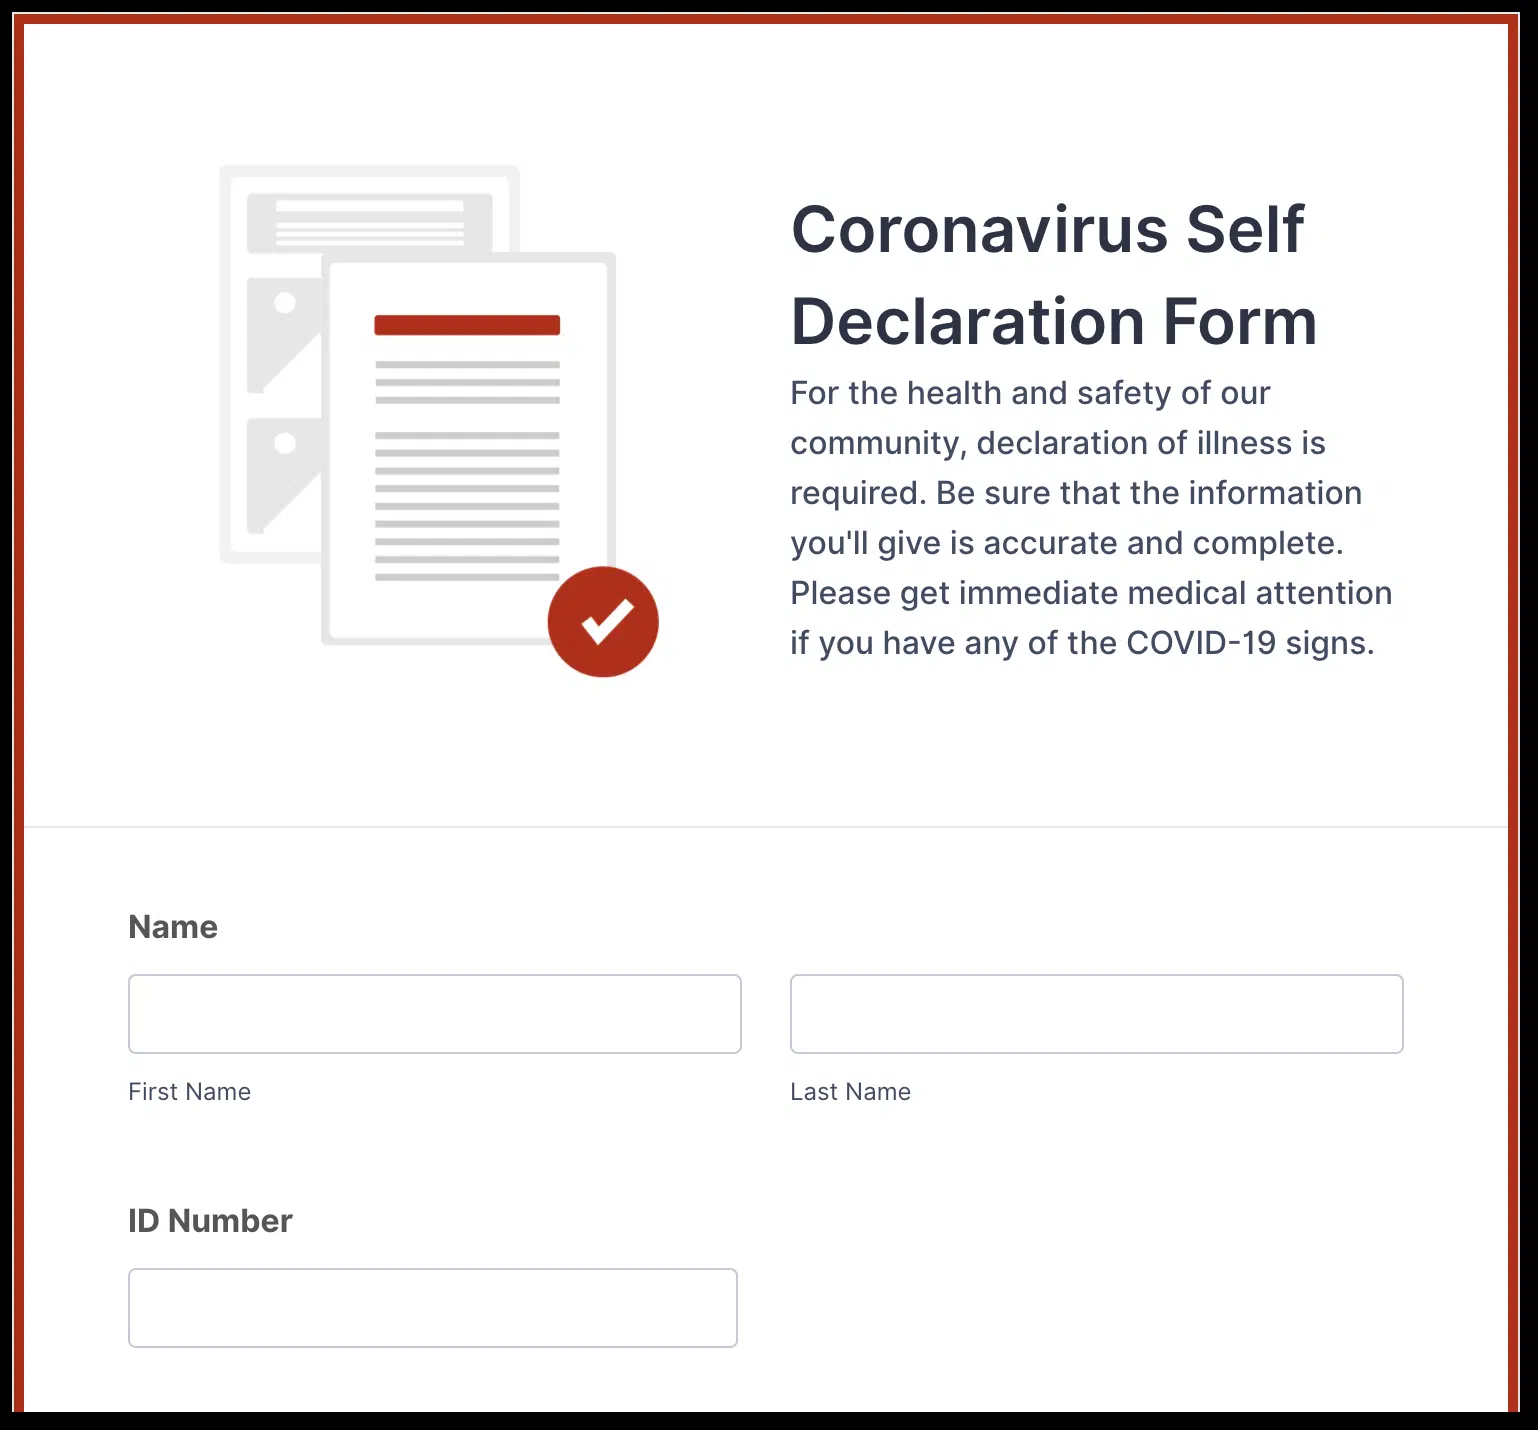 Coronavirus Self
Declaration Form
For the health and safety of our
community, declaration of illness is
required. Be sure that the information
you'll give is accurate and complete.
Please get immediate medical attention
if you have any of the COVID-19 signs.
Name
First Name
Last Name
ID Number